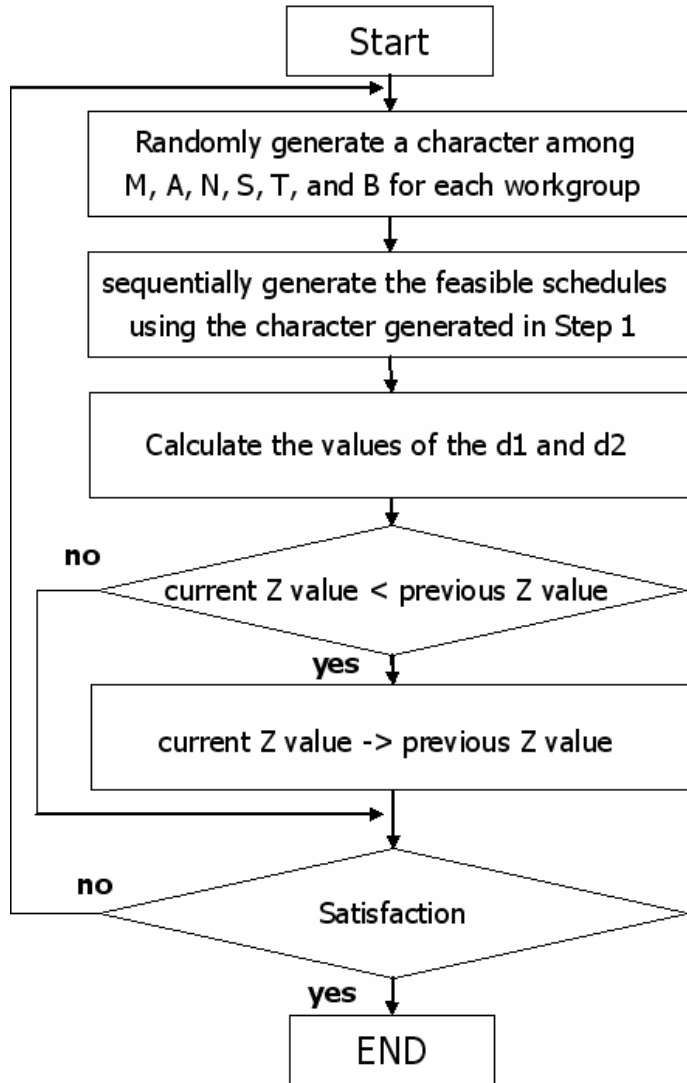 Start
Randomly generate a character among
M, A, N, S, T, and B for each workgroup
sequentially generate the feasible schedules
using the character generated in Step 1
Calculate the values of the d1 and d2
no
current Z value < previous Z value
yes
current Z value -> previous Z value
no
Satisfaction
yes
END